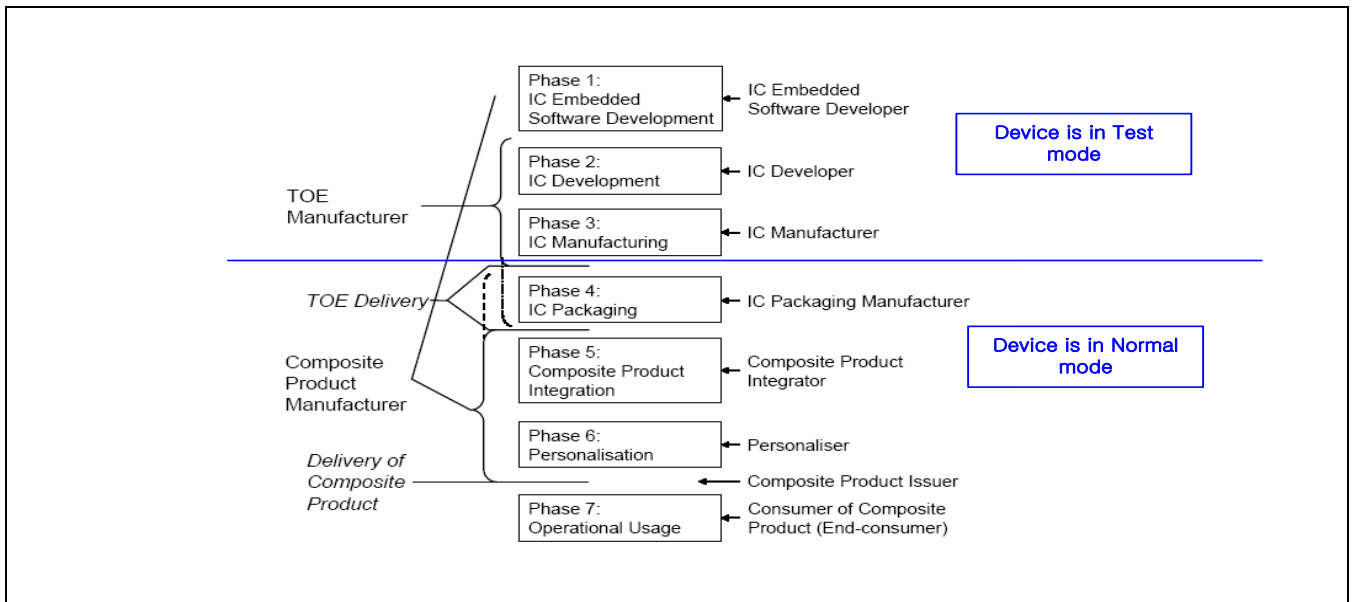 Phase 1:
IC Embedded
Software Development
IC Embedded
Software Developer
Device is in Test
mode
Phase 2:
IC Development
IC Developer
TOE
Manufacturer
Phase 3:
IC Manufacturing
IC Manufacturer
TOE Delivery
Phase 4:
IC Packaging
IC Packaging Manufacturer
Device is in Normal
mode
Composite
Product
Manufacturer
Phase 5:
Composite Product
Integration
Composite Product
Integrator
Phase 6:
Personalisation
Personaliser
Delivery of
Composite
Product
Composite Product Issuer
Phase 7:
Operational Usage
Consumer of Composite
Product (End-consumer)